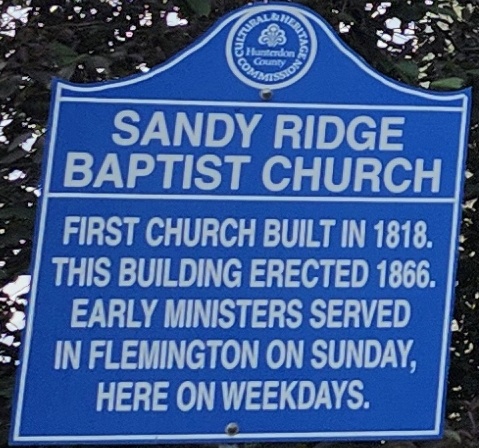 CULTURAL & HERITAGE
Hunterdon
County
COMMISSION
SANDY RIDGE
BAPTIST CHURCH
FIRST CHURCH BUILT IN 1818.
THIS BUILDING ERECTED 1866.
EARLY MINISTERS SERVED
IN FLEMINGTON ON SUNDAY,
HERE ON WEEKDAYS.